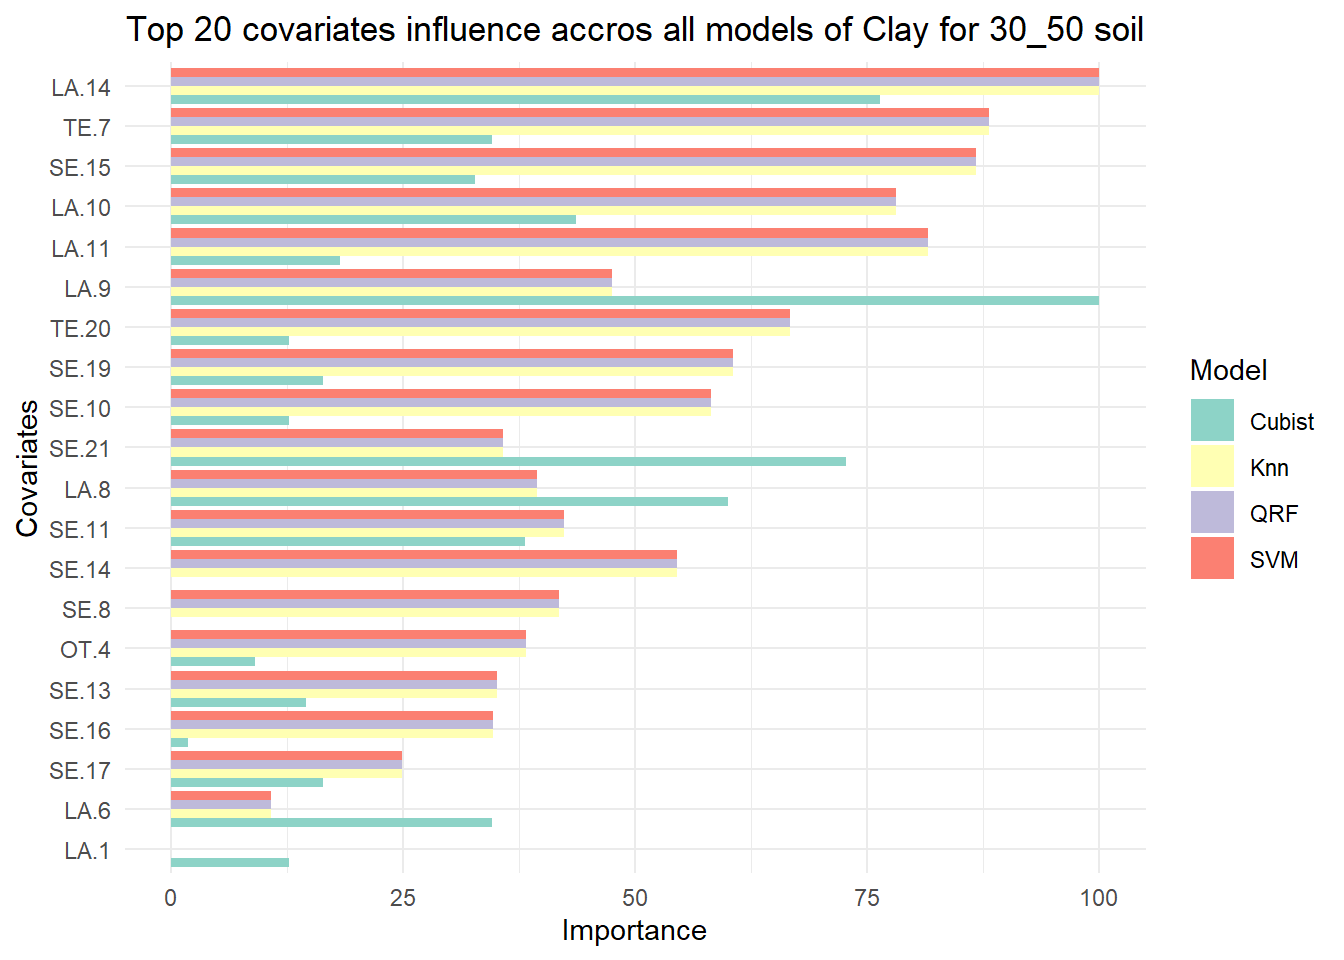 Top 20 covariates influence accros all models of Clay for 30_50 soil
Covariates
LA.14
TE.7
SE.15
LA.10
LA.11
LA.9
TE.20
SE.19
SE.10
SE.21
LA.8
SE.11
SE.14
SE.8
OT.4
SE.13
SE.16
SE.17
LA.6
LA.1
0 25 50 75 100
Importance
Model
Cubist
Knn
QRF
SVM